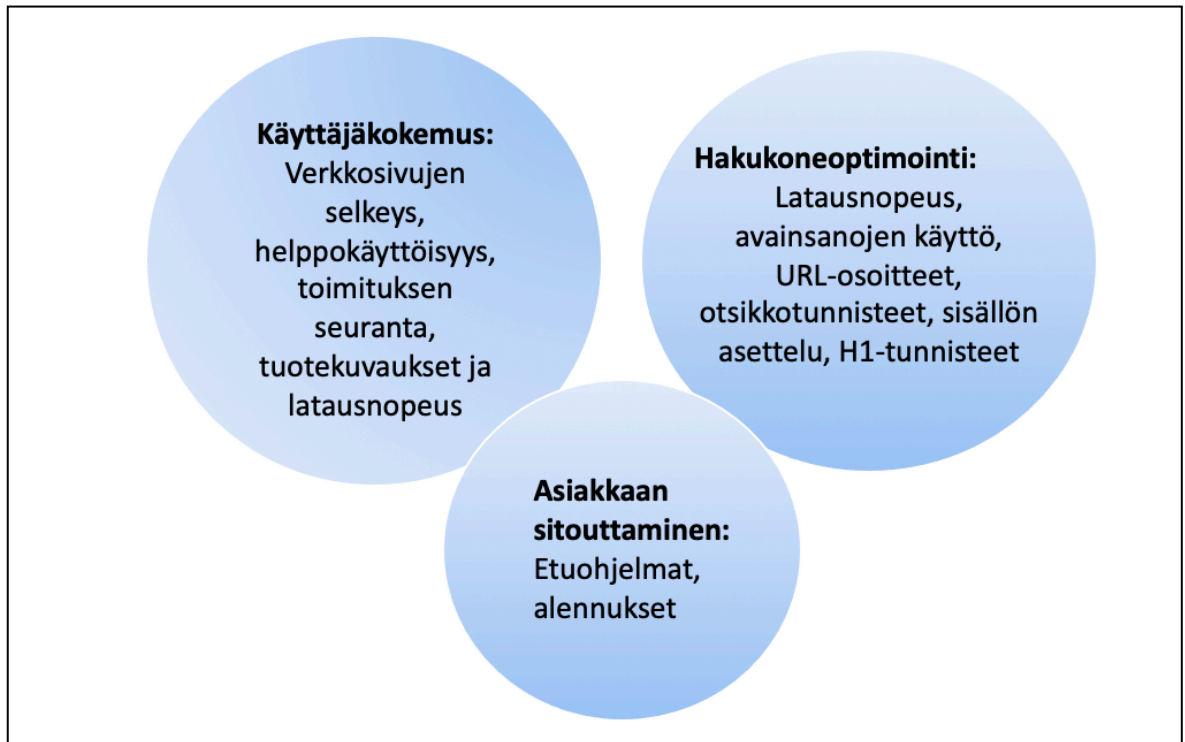 Käyttäjäkokemus:
Verkkosivujen
selkeys,
helppokäyttöisyys,
toimituksen
seuranta,
tuotekuvaukset ja
latausnopeus
Hakukoneoptimointi:
Latausnopeus,
avainsanojen käyttö,
URL-osoitteet,
otsikkotunnisteet, sisällön
asettelu, H1-tunnisteet
Asiakkaan
sitouttaminen:
Etuohjelmat,
alennukset